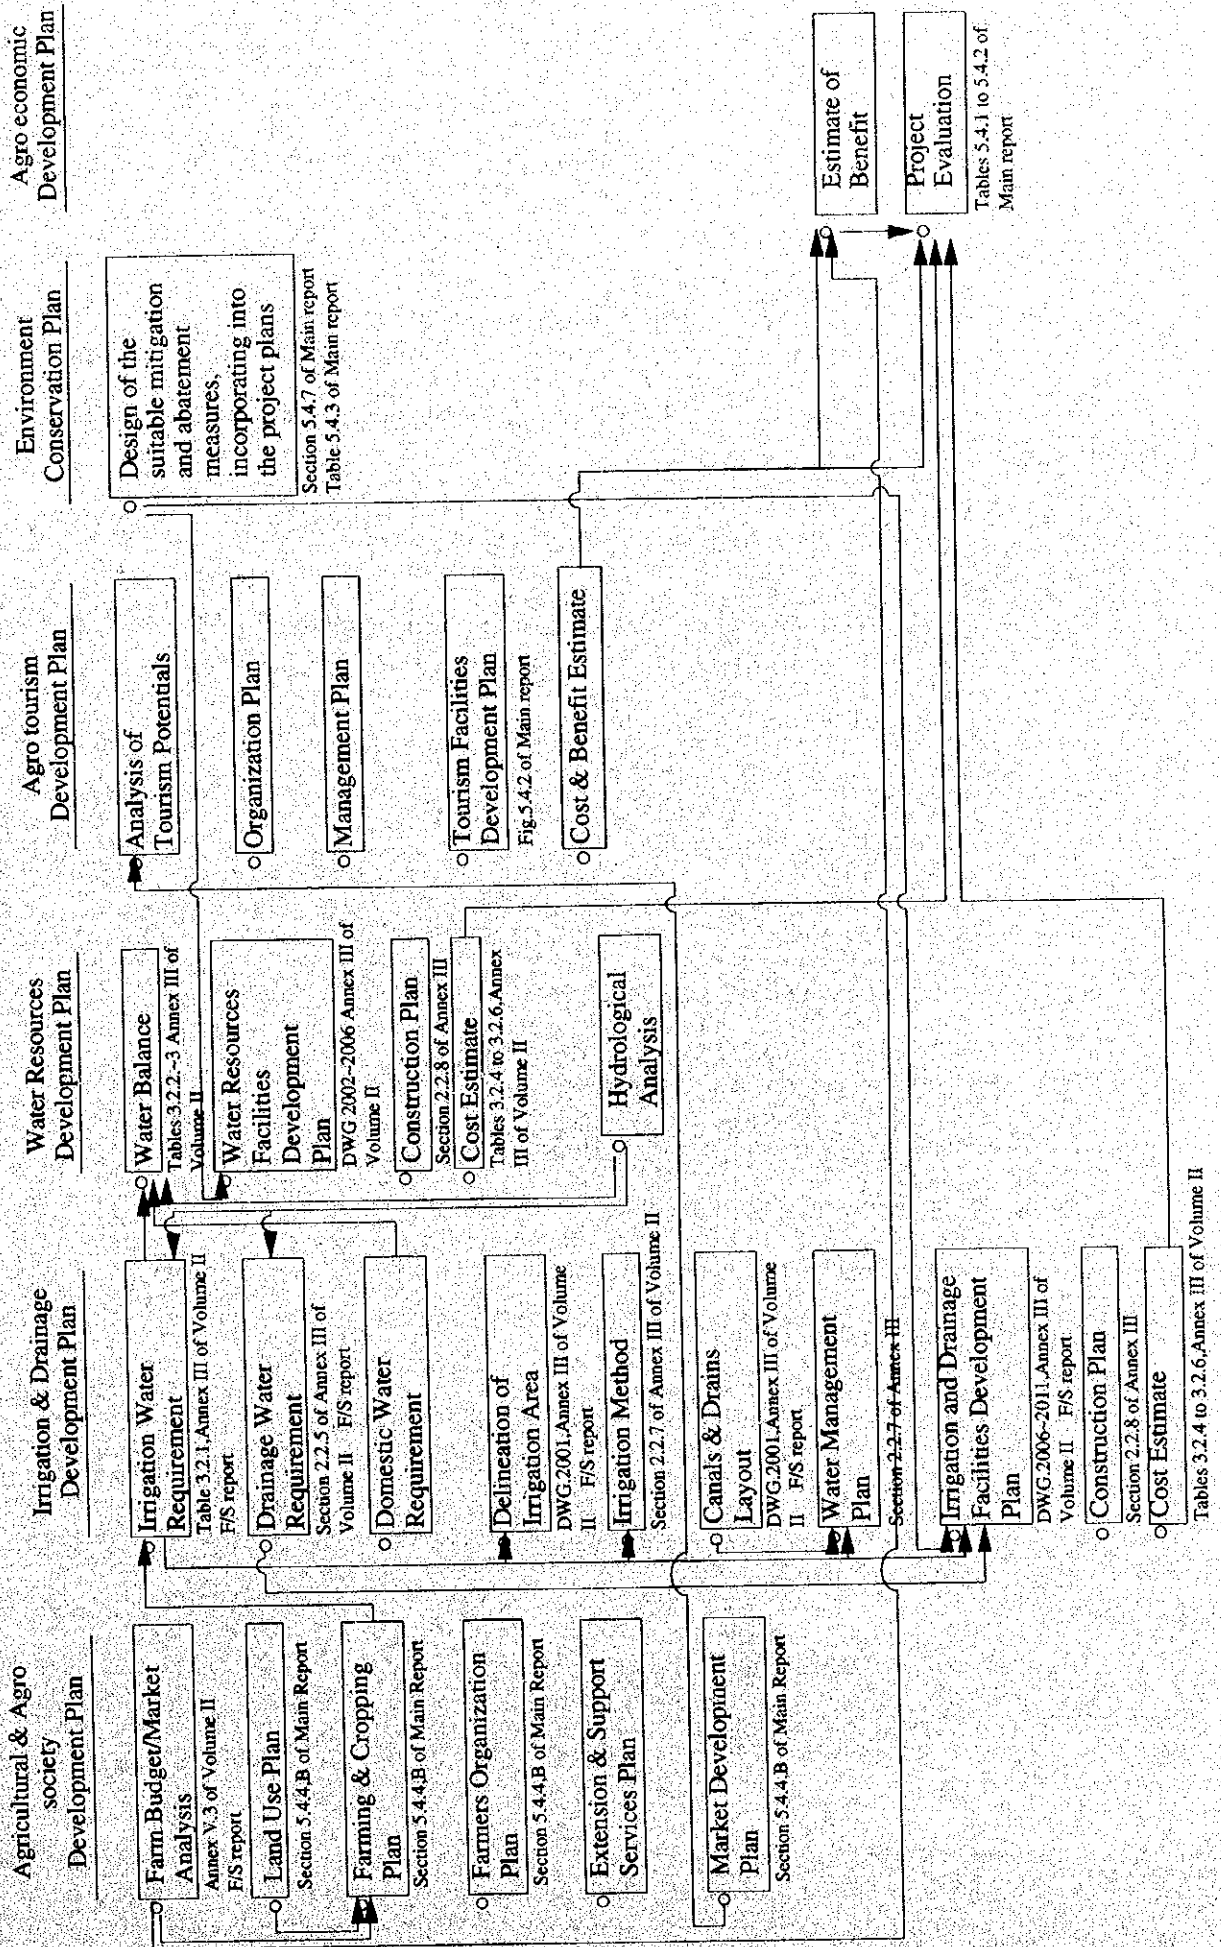 Agricultural & Agro
society
Development Plan
Farm Budget/Market
Analysis
Annex V.3 of Volume II
F/S report
Land Use Plan
Section 5.4.4.B of Main Report
Farming & Cropping
Plan
Section 5.4.4.B of Main Report
Farmers Organization
Plan
Section 5.4.4.B of Main Report
Extension & Support
Services Plan
Market Development
Plan
Section 5.4.4.B of Main Report
Irrigation & Drainage
Development Plan
Irrigation Water
Requirement
Table 3.2.1,Annex III of Volume II
F/S report
Drainage Water
Requirement
Section 2.2.5 of Annex III of
Volume II F/S report
Domestic Water
Requirement
Delineation of
Irrigation Area
DWG.2001,Annex III of Volume
II F/S report
Irrigation Method
Section 2.2.7 of Annex III of Volume II
Canals & Drains
Layout
DWG.2001,Annex III of Volume
II F/S report
Water Management
Plan
Section 2.2.7 of Annex III
Irrigation and Drainage
Facilities Development
Plan
DWG.2006-2011,Annex III of
Volume II F/S report
Construction Plan
Section 2.2.8 of Annex III
Cost Estimate
Tables 3.2.4 to 3.2.6,Annex III of Volume II
Water Resources
Development Plan
Water Balance
Tables3.2.2.-3 Annex III of
Volume II
Water Resources
Facilities
Development
Plan
DWG 2002-2006 Annex III of
Volume II
Construction Plan
Section 2.2.8 of Annex III
Cost Estimate
Tables 3.2.4 to 3.2.6,Annex
III of Volume II
Hydrological
Analysis
Agro tourism
Development Plan
Analysis of
Tourism Potentials
Organization Plan
Management Plan
Tourism Facilities
Development Plan
Fig.5.4.2 of Main report
Cost & Benefit Estimate
Environment
Conservation Plan
Design of the
suitable mitigation
and abatement
measures,
incorporating into
the project plans
Section 5.4.7 of Main report
Table 5.4.3 of Main report
Agro economic
Development Plan
Estimate of
Benefit
Project
Evaluation
Tables 5.4.1 to 5.4.2 of
Main report